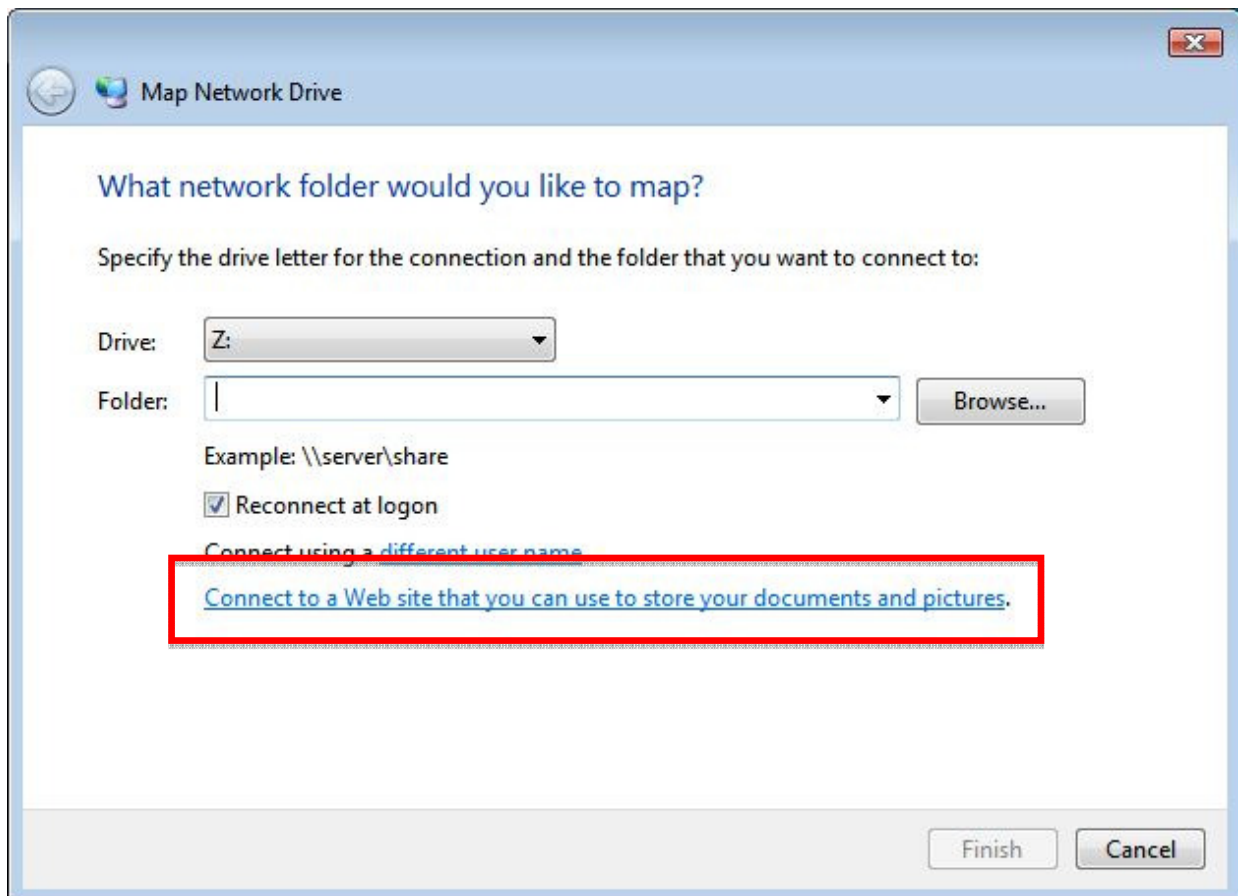 Map Network Drive
What network folder would you like to map?
Specify the drive letter for the connection and the folder that you want to connect to:
Drive: Z:
Folder: Browse...
Example: \\server\share
Reconnect at logon
Connect using a different user name
Connect to a Web site that you can use to store your documents and pictures.
Finish Cancel